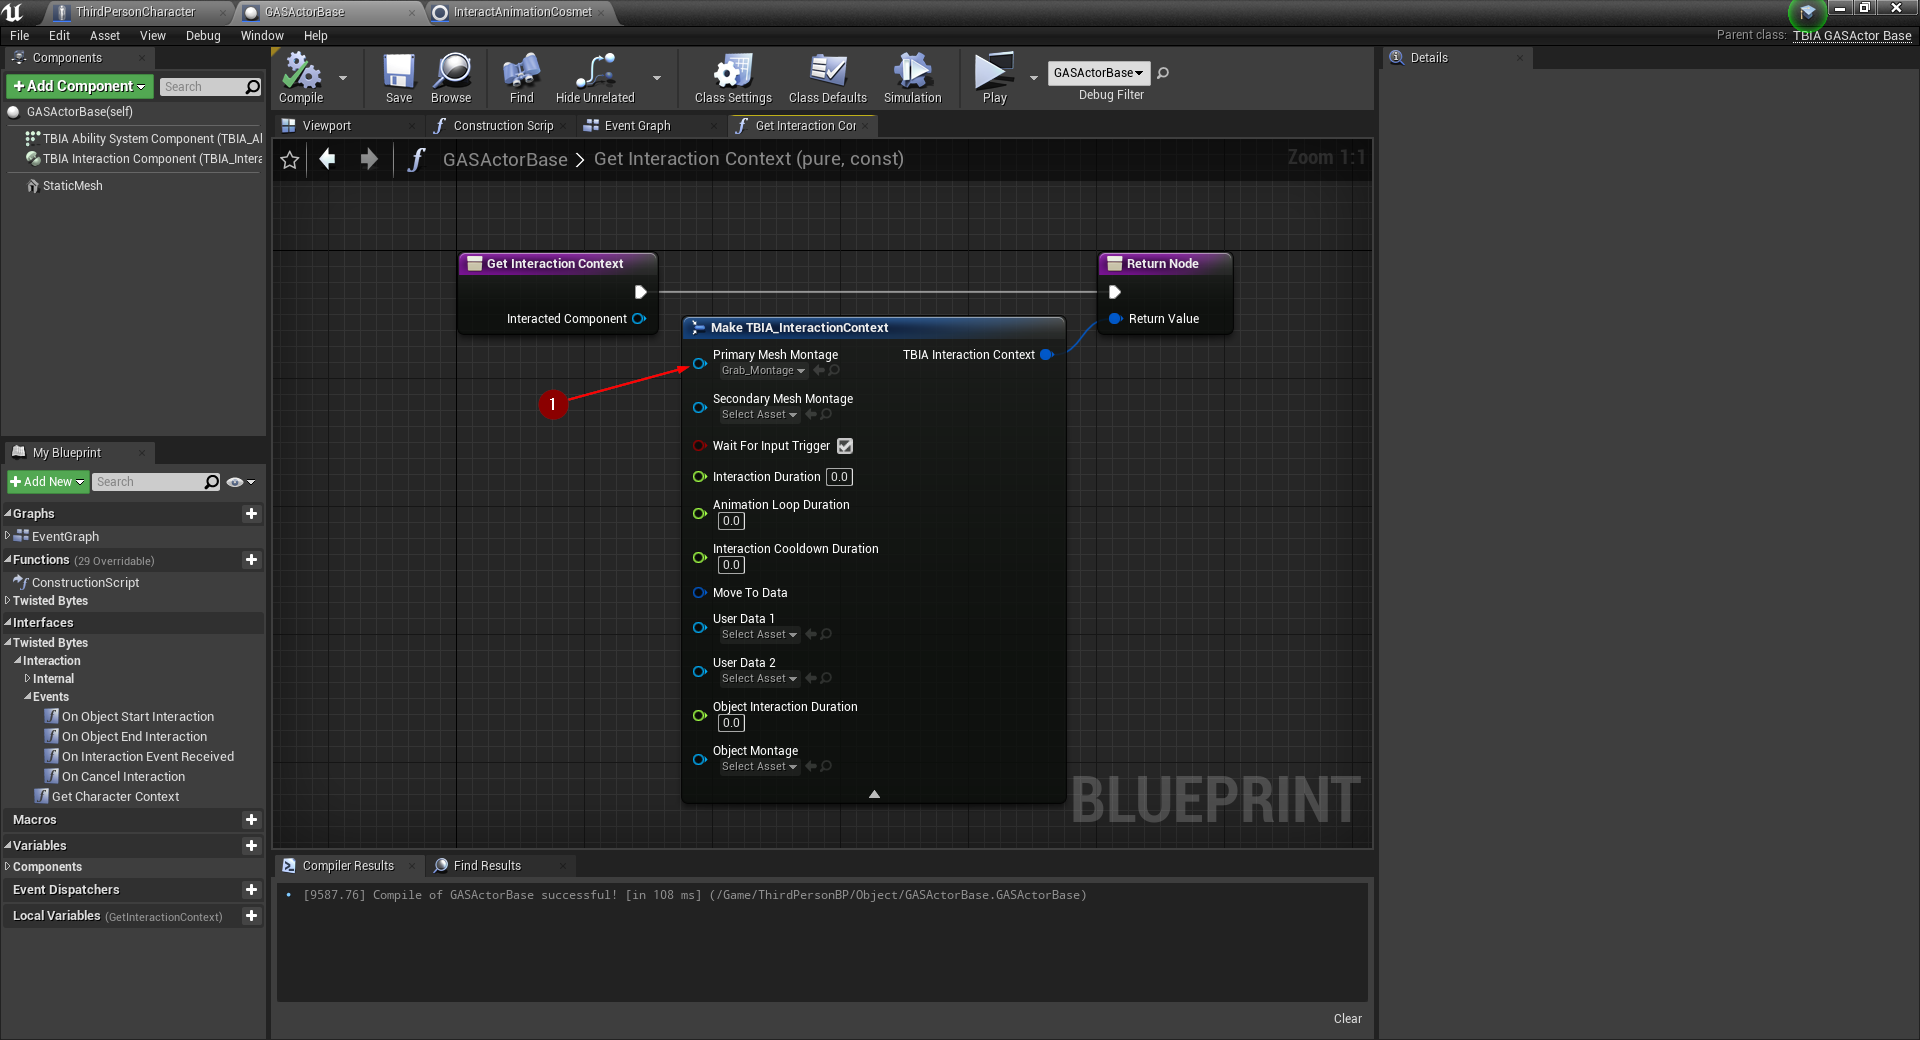 ThirdPersonCharacter
GASActorBase
InteractAnimationCosmet
File Edit Asset View Debug Window Help
Parent class: TBIA GASActor Base
Components
+ Add Component
Search
GASActorBase(self)
TBIA Ability System Component (TBIA_Al
TBIA Interaction Component (TBIA_Intera
StaticMesh
Compile
Save
Browse
Find
Hide Unrelated
Class Settings
Class Defaults
Simulation
Play
GASActorBase
Debug Filter
Details
Viewport
Construction Scrip
Event Graph
Get Interaction Cor
GASActorBase > Get Interaction Context (pure, const)
Zoom 1:1
Get Interaction Context
Interacted Component
Return Node
Return Value
Make TBIA_InteractionContext
Primary Mesh Montage
TBIA Interaction Context
Grab_Montage
1
Secondary Mesh Montage
Select Asset
Wait For Input Trigger
Interaction Duration 0.0
Animation Loop Duration
0.0
Interaction Cooldown Duration
0.0
Move To Data
User Data 1
Select Asset
User Data 2
Select Asset
Object Interaction Duration
0.0
Object Montage
Select Asset
BLUEPRINT
My Blueprint
+ Add New
Search
Graphs
EventGraph
Functions (29 Overridable)
ConstructionScript
Twisted Bytes
Interfaces
Twisted Bytes
Interaction
Internal
Events
On Object Start Interaction
On Object End Interaction
On Interaction Event Received
On Cancel Interaction
Get Character Context
Macros
Variables
Components
Event Dispatchers
Local Variables (GetInteractionContext)
Compiler Results
Find Results
[9587.76] Compile of GASActorBase successful! [in 108 ms] (/Game/ThirdPersonBP/Object/GASActorBase.GASActorBase)
Clear